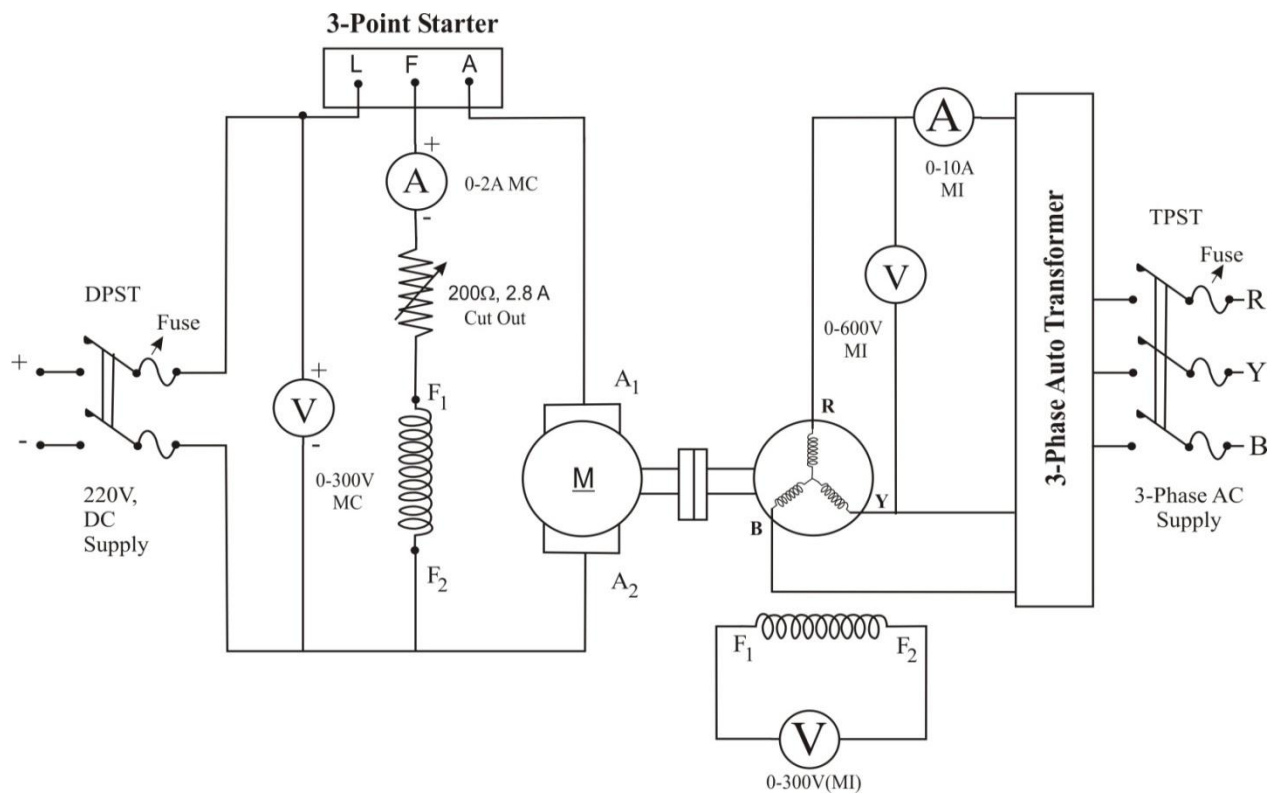 3-Point Starter
L F A
+
A
-
0-2A MC
200Ω, 2.8 A
Cut Out
DPST
Fuse
+
-
220V,
DC
Supply
+
V
-
0-300V
MC
F1
F2
A1
M
A2
R
Y
B
A
0-10A
MI
V
0-600V
MI
3-Phase Auto Transformer
TPST
Fuse
R
Y
B
3-Phase AC
Supply
F1
F2
V
0-300V(MI)